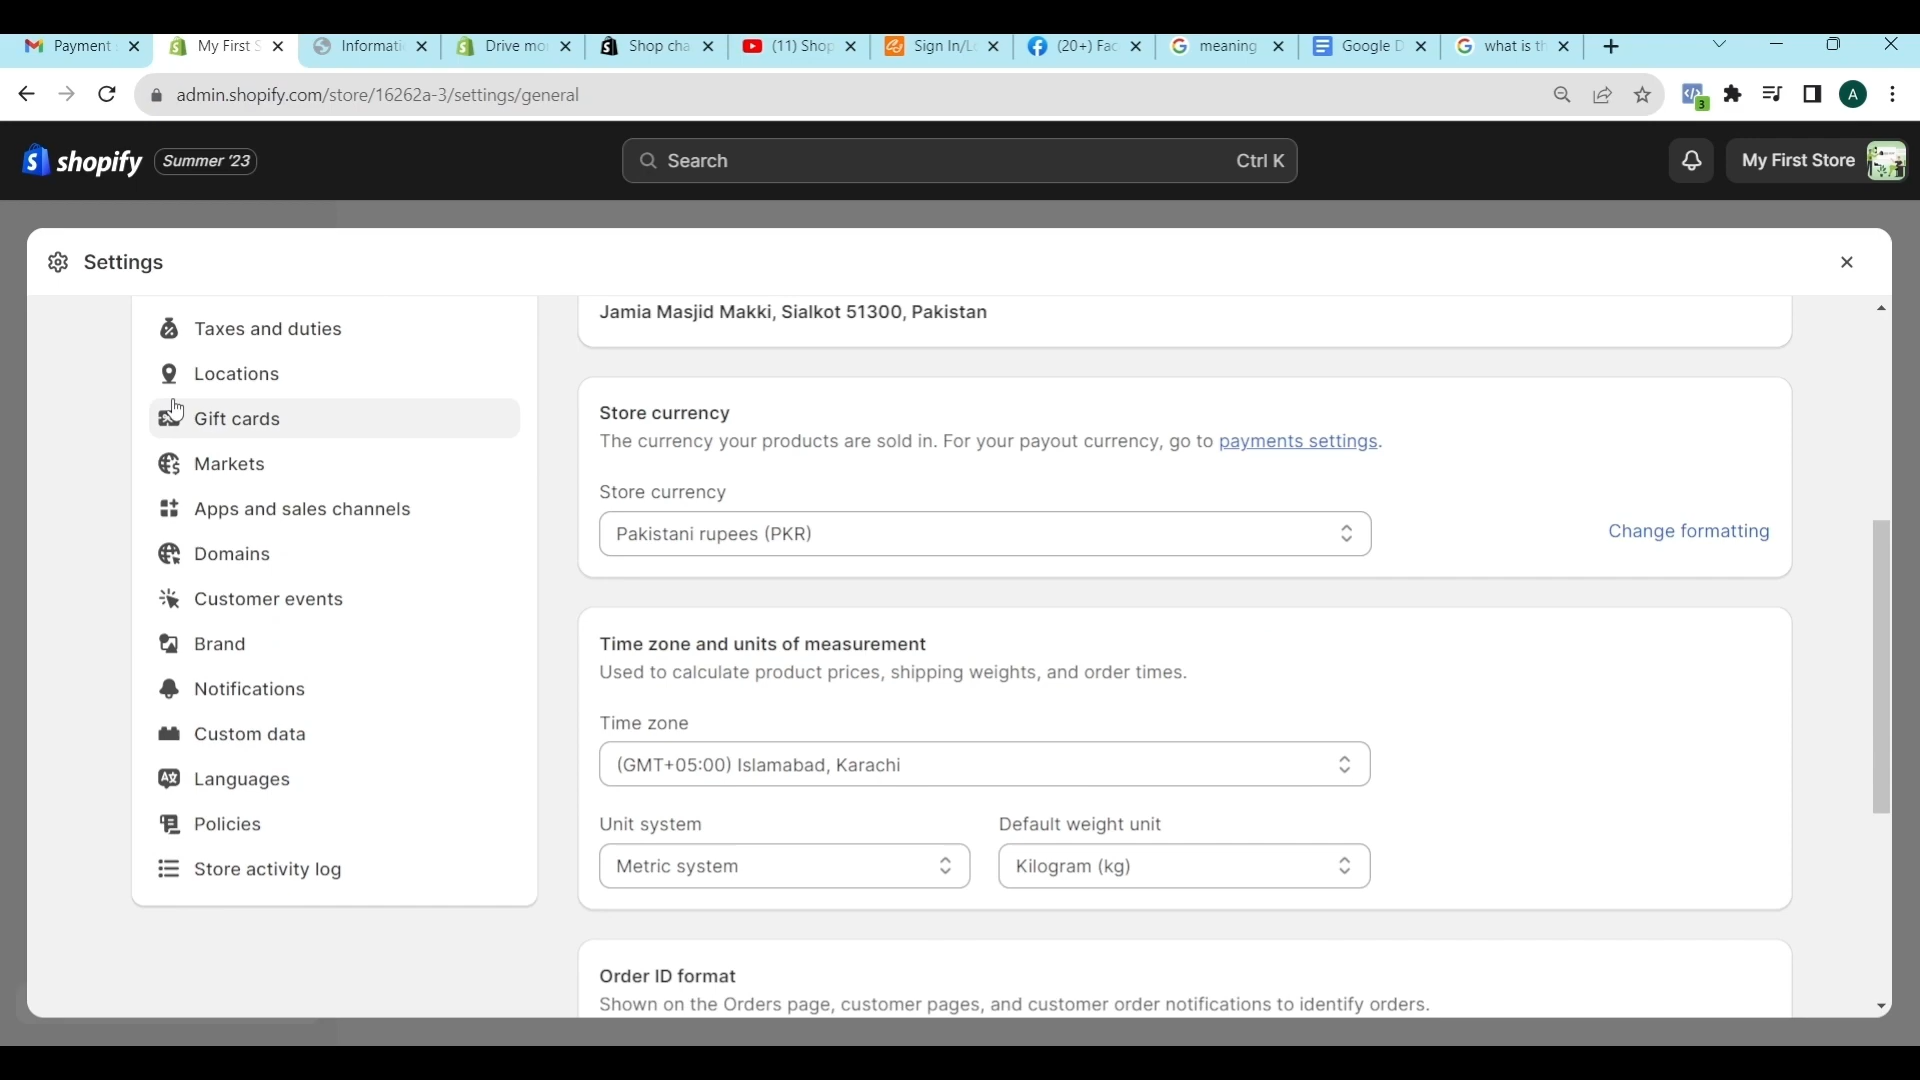 Payment
My First S
Informati
Drive mo
Shop cha
(11) Shop
Sign In/L
(20+) Fac
meaning
Google D
what is th
admin.shopify.com/store/16262a-3/settings/general
3
A
shopify
Summer '23
Search
Ctrl K
My First Store
Settings
Taxes and duties
Locations
Gift cards
Markets
Apps and sales channels
Domains
Customer events
Brand
Notifications
Custom data
Languages
Policies
Store activity log
Jamia Masjid Makki, Sialkot 51300, Pakistan
Store currency
The currency your products are sold in. For your payout currency, go to payments settings.
Store currency
Pakistani rupees (PKR)
Change formatting
Time zone and units of measurement
Used to calculate product prices, shipping weights, and order times.
Time zone
(GMT+05:00) Islamabad, Karachi
Unit system
Default weight unit
Metric system
Kilogram (kg)
Order ID format
Shown on the Orders page, customer pages, and customer order notifications to identify orders.